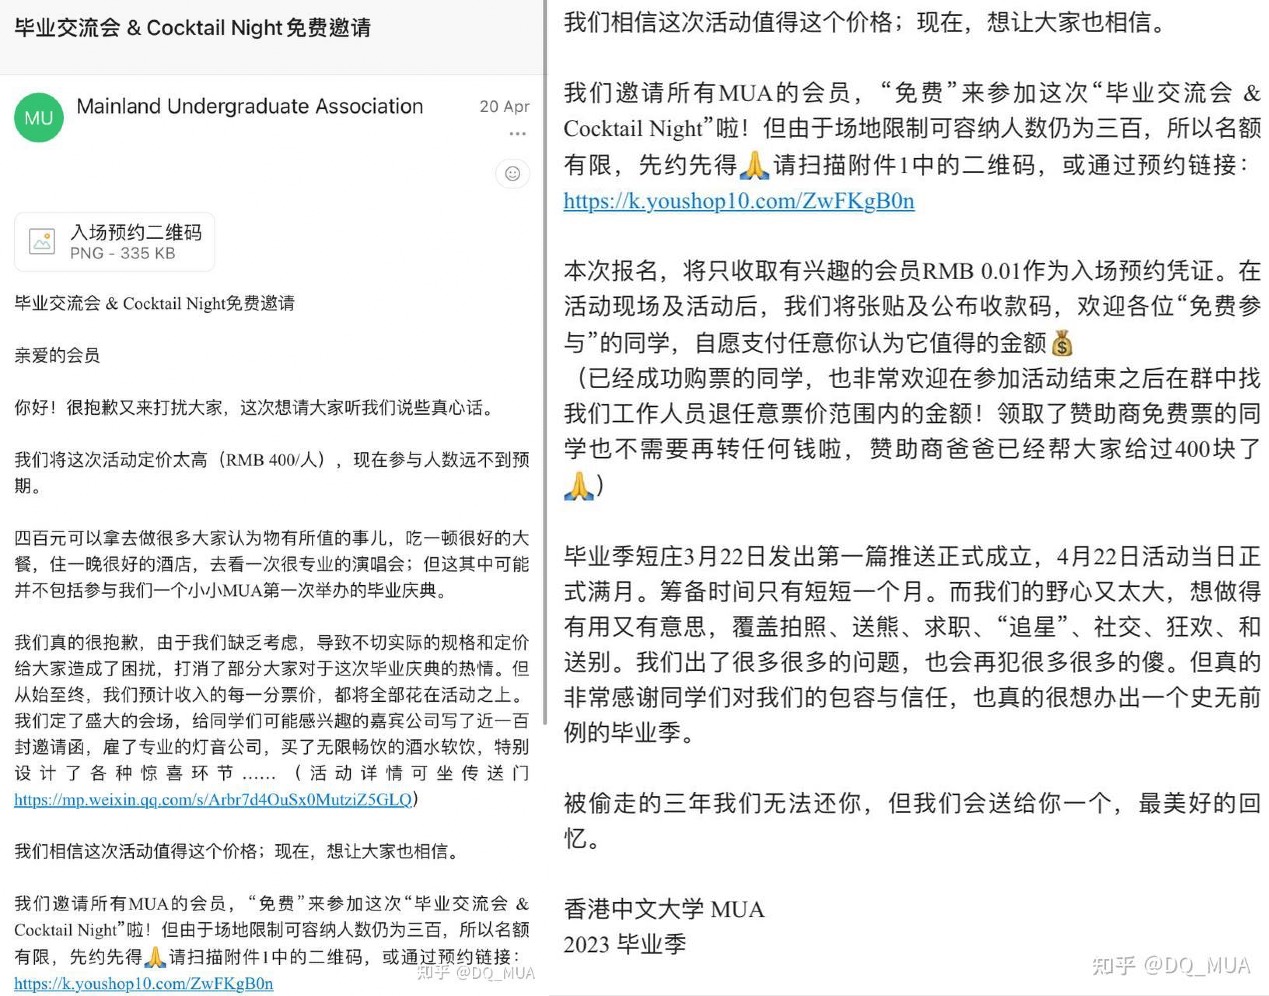 毕业交流会 & Cocktail Night免费邀请
MU
Mainland Undergraduate Association
20 Apr
入场预约二维码
PNG - 335 KB
毕业交流会 & Cocktail Night免费邀请
亲爱的会员
你好！很抱歉又来打扰大家，这次想请大家听我们说些真心话。
我们将这次活动定价太高（RMB 400/人），现在参与人数远不到预
期。
四百元可以拿去做很多大家认为物有所值的事儿，吃一顿很好的大
餐，住一晚很好的酒店，去看一次很专业的演唱会；但这其中可能
并不包括参与我们一个小小MUA第一次举办的毕业庆典。
我们真的很抱歉，由于我们缺乏考虑，导致不切实际的规格和定价
给大家造成了困扰，打消了部分大家对于这次毕业庆典的热情。但
从始至终，我们预计收入的每一分票价，都将全部花在活动之上。
我们定了盛大的会场，给同学们可能感兴趣的嘉宾公司写了近一百
封邀请函，雇了专业的灯音公司，买了无限畅饮的酒水软饮，特别
设计了各种惊喜环节......（活动详情可坐传送门
https://mp.weixin.qq.com/s/Arbr7d4OuSx0MutziZ5GLQ)
我们相信这次活动值得这个价格；现在，想让大家也相信。
我们邀请所有MUA的会员，“免费”来参加这次“毕业交流会 &
Cocktail Night”啦！但由于场地限制可容纳人数仍为三百，所以名额
有限，先约先得🙏请扫描附件1中的二维码，或通过预约链接：
https://k.youshop10.com/ZwFKgB0n
知乎 @DQ_MUA
我们相信这次活动值得这个价格；现在，想让大家也相信。
我们邀请所有MUA的会员，“免费”来参加这次“毕业交流会 &
Cocktail Night”啦！但由于场地限制可容纳人数仍为三百，所以名额
有限，先约先得🙏请扫描附件1中的二维码，或通过预约链接：
https://k.youshop10.com/ZwFKgB0n
本次报名，将只收取有兴趣的会员RMB 0.01作为入场预约凭证。在
活动现场及活动后，我们将张贴及公布收款码，欢迎各位“免费参
与”的同学，自愿支付任意你认为它值得的金额💰
（已经成功购票的同学，也非常欢迎在参加活动结束之后在群中找
我们工作人员退任意票价范围内的金额！领取了赞助商免费票的同
学也不需要再转任何钱啦，赞助商爸爸已经帮大家给过400块了
🙏)
毕业季短庄3月22日发出第一篇推送正式成立，4月22日活动当日正
式满月。筹备时间只有短短一个月。而我们的野心又太大，想做得
有用又有意思，覆盖拍照、送熊、求职、“追星”、社交、狂欢、和
送别。我们出了很多很多的问题，也会再犯很多很多的傻。但真的
非常感谢同学们对我们的包容与信任，也真的很想办出一个史无前
例的毕业季。
被偷走的三年我们无法还你，但我们会送给你一个，最美好的回
忆。
香港中文大学 MUA
2023 毕业季
知乎 @DQ_MUA